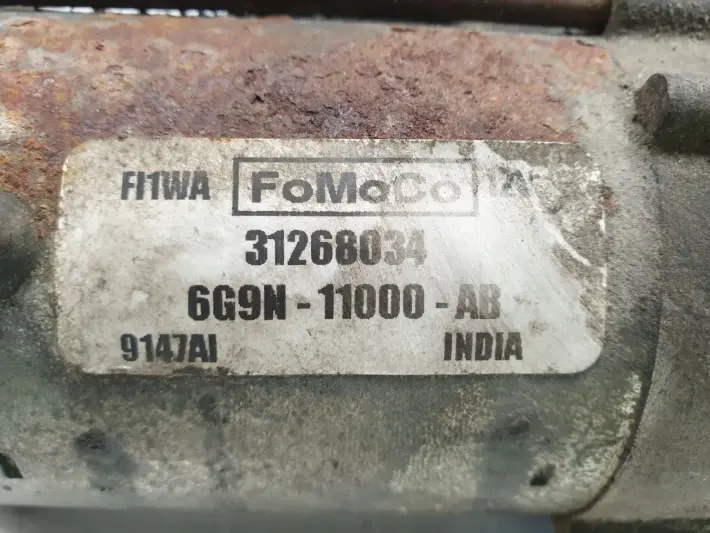 FI1WA FoMoCo
31268034
6G9N - 11000 - AB
9147AI INDIA